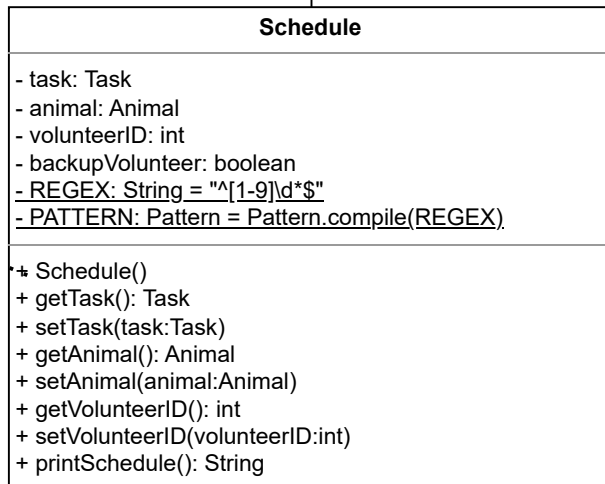 Schedule
- task: Task
- animal: Animal
- volunteerID: int
- backupVolunteer: boolean
- REGEX: String = "^[1-9]\d*$"
- PATTERN: Pattern = Pattern.compile(REGEX)
+ Schedule()
+ getTask(): Task
+ setTask(task:Task)
+ getAnimal(): Animal
+ setAnimal(animal:Animal)
+ getVolunteerID(): int
+ setVolunteerID(volunteerID:int)
+ printSchedule(): String